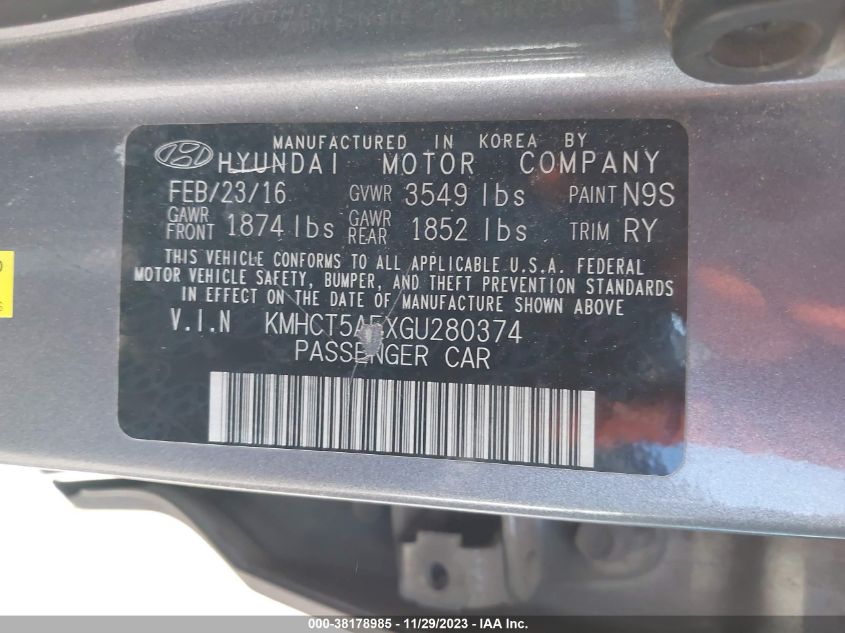 MANUFACTURED IN KOREA BY
HYUNDAI MOTOR COMPANY
FEB/23/16 GVWR 3549 lbs PAINT N9S
GAWR FRONT 1874 lbs GAWR REAR 1852 lbs TRIM RY
THIS VEHICLE CONFORMS TO ALL APPLICABLE U.S.A. FEDERAL
MOTOR VEHICLE SAFETY, BUMPER, AND THEFT PREVENTION STANDARDS
IN EFFECT ON THE DATE OF MANUFACTURE SHOWN ABOVE
V.I.N KMHCT5AEXGU280374
PASSENGER CAR
000-38178985 - 11/29/2023 - IAA Inc.